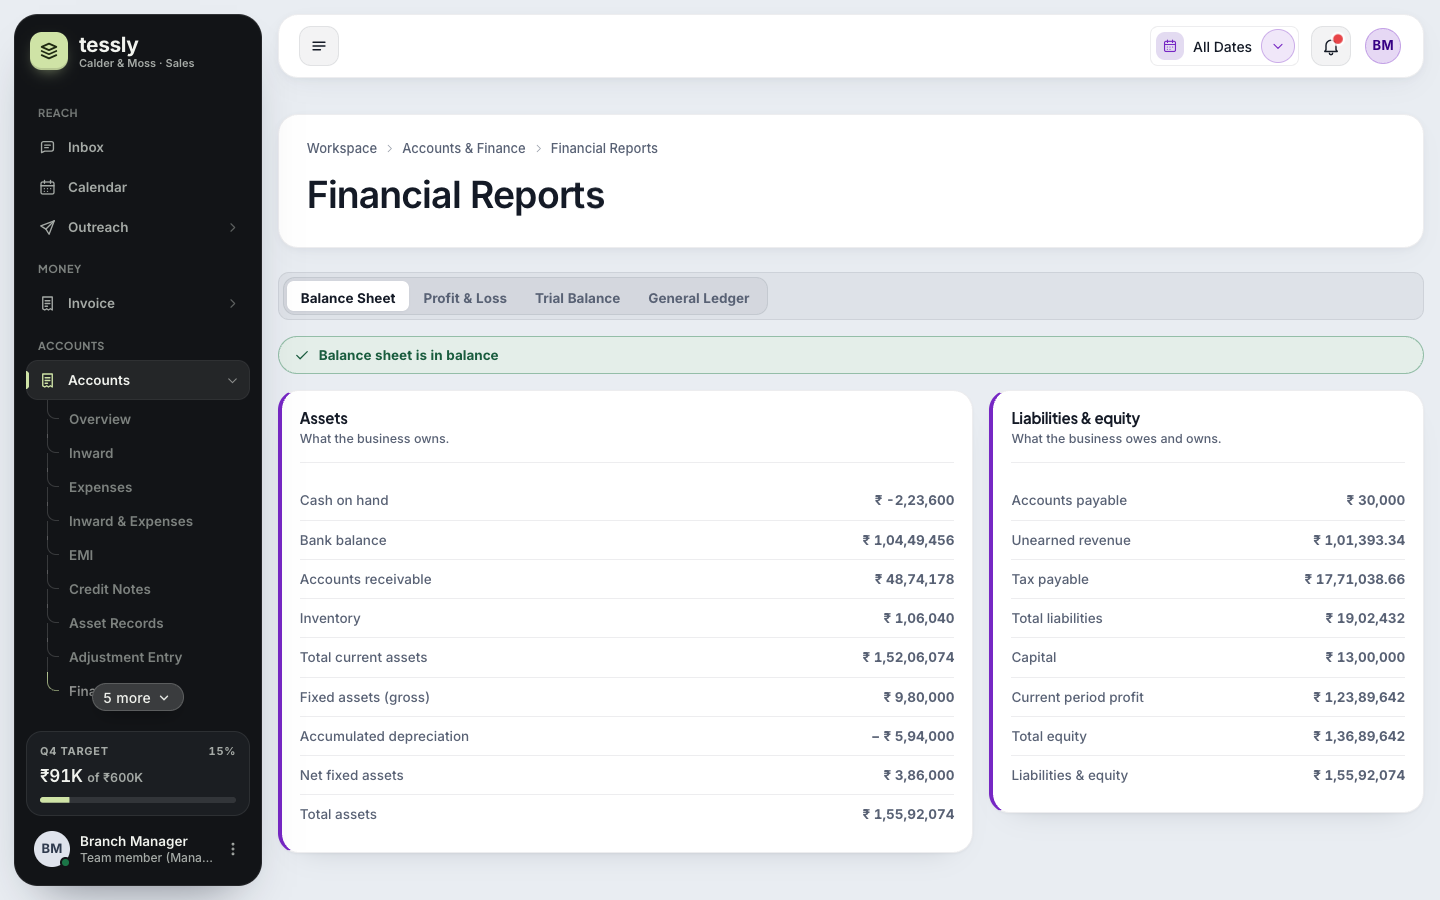 tessly
Calder & Moss · Sales
REACH
Inbox
Calendar
Outreach
MONEY
Invoice
ACCOUNTS
Accounts
Overview
Inward
Expenses
Inward & Expenses
EMI
Credit Notes
Asset Records
Adjustment Entry
5 more
Q4 TARGET 15%
₹91K of ₹600K
BM Branch Manager
Team member (Mana...
All Dates BM
Workspace > Accounts & Finance > Financial Reports
Financial Reports
Balance Sheet Profit & Loss Trial Balance General Ledger
Balance sheet is in balance
Assets
What the business owns.
Cash on hand ₹ -2,23,600
Bank balance ₹ 1,04,49,456
Accounts receivable ₹ 48,74,178
Inventory ₹ 1,06,040
Total current assets ₹ 1,52,06,074
Fixed assets (gross) ₹ 9,80,000
Accumulated depreciation – ₹ 5,94,000
Net fixed assets ₹ 3,86,000
Total assets ₹ 1,55,92,074
Liabilities & equity
What the business owes and owns.
Accounts payable ₹ 30,000
Unearned revenue ₹ 1,01,393.34
Tax payable ₹ 17,71,038.66
Total liabilities ₹ 19,02,432
Capital ₹ 13,00,000
Current period profit ₹ 1,23,89,642
Total equity ₹ 1,36,89,642
Liabilities & equity ₹ 1,55,92,074